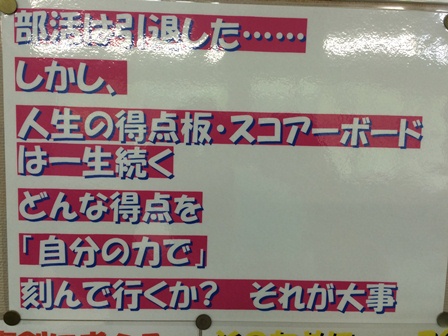 部活は引退した……
しかし、
人生の得点板・スコアーボード
は一生続く
どんな得点を
「自分の力で」
刻んで行くか？　それが大事